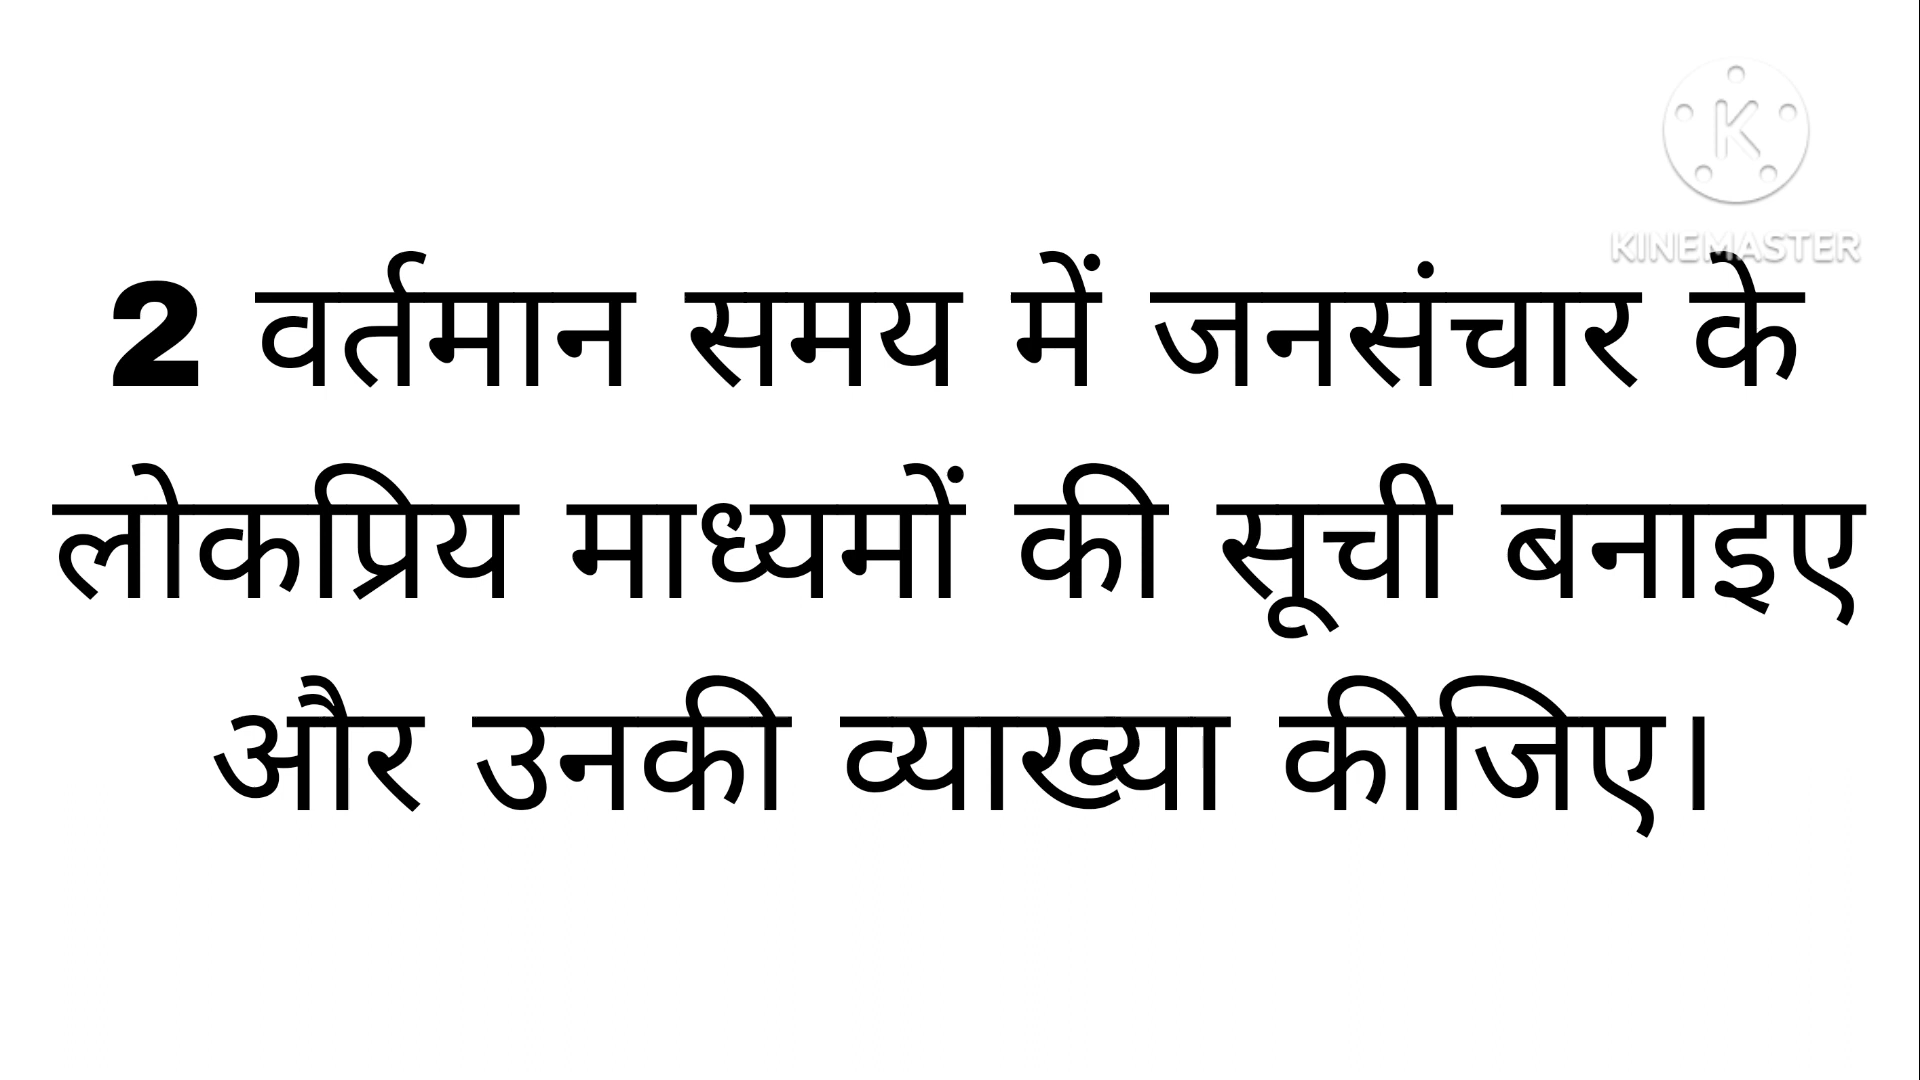 KINEMASTER
2 वर्तमान समय में जनसंचार के
लोकप्रिय माध्यमों की सूची बनाइए
और उनकी व्याख्या कीजिए।